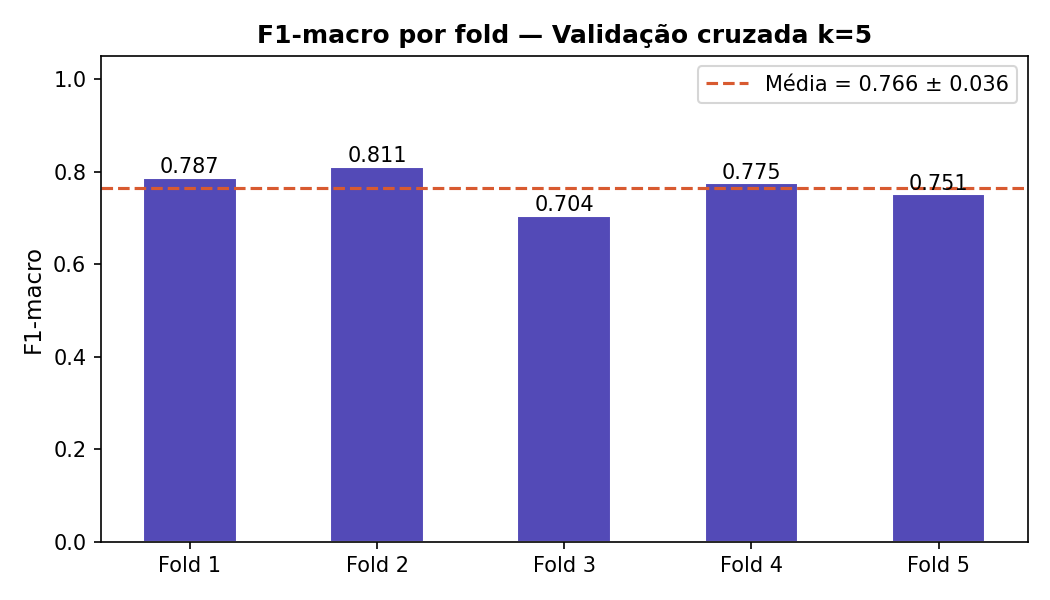 F1-macro por fold — Validação cruzada k=5
Média = 0.766 ± 0.036
F1-macro
1.0
0.8
0.6
0.4
0.2
0.0
0.787
0.811
0.704
0.775
0.751
Fold 1
Fold 2
Fold 3
Fold 4
Fold 5